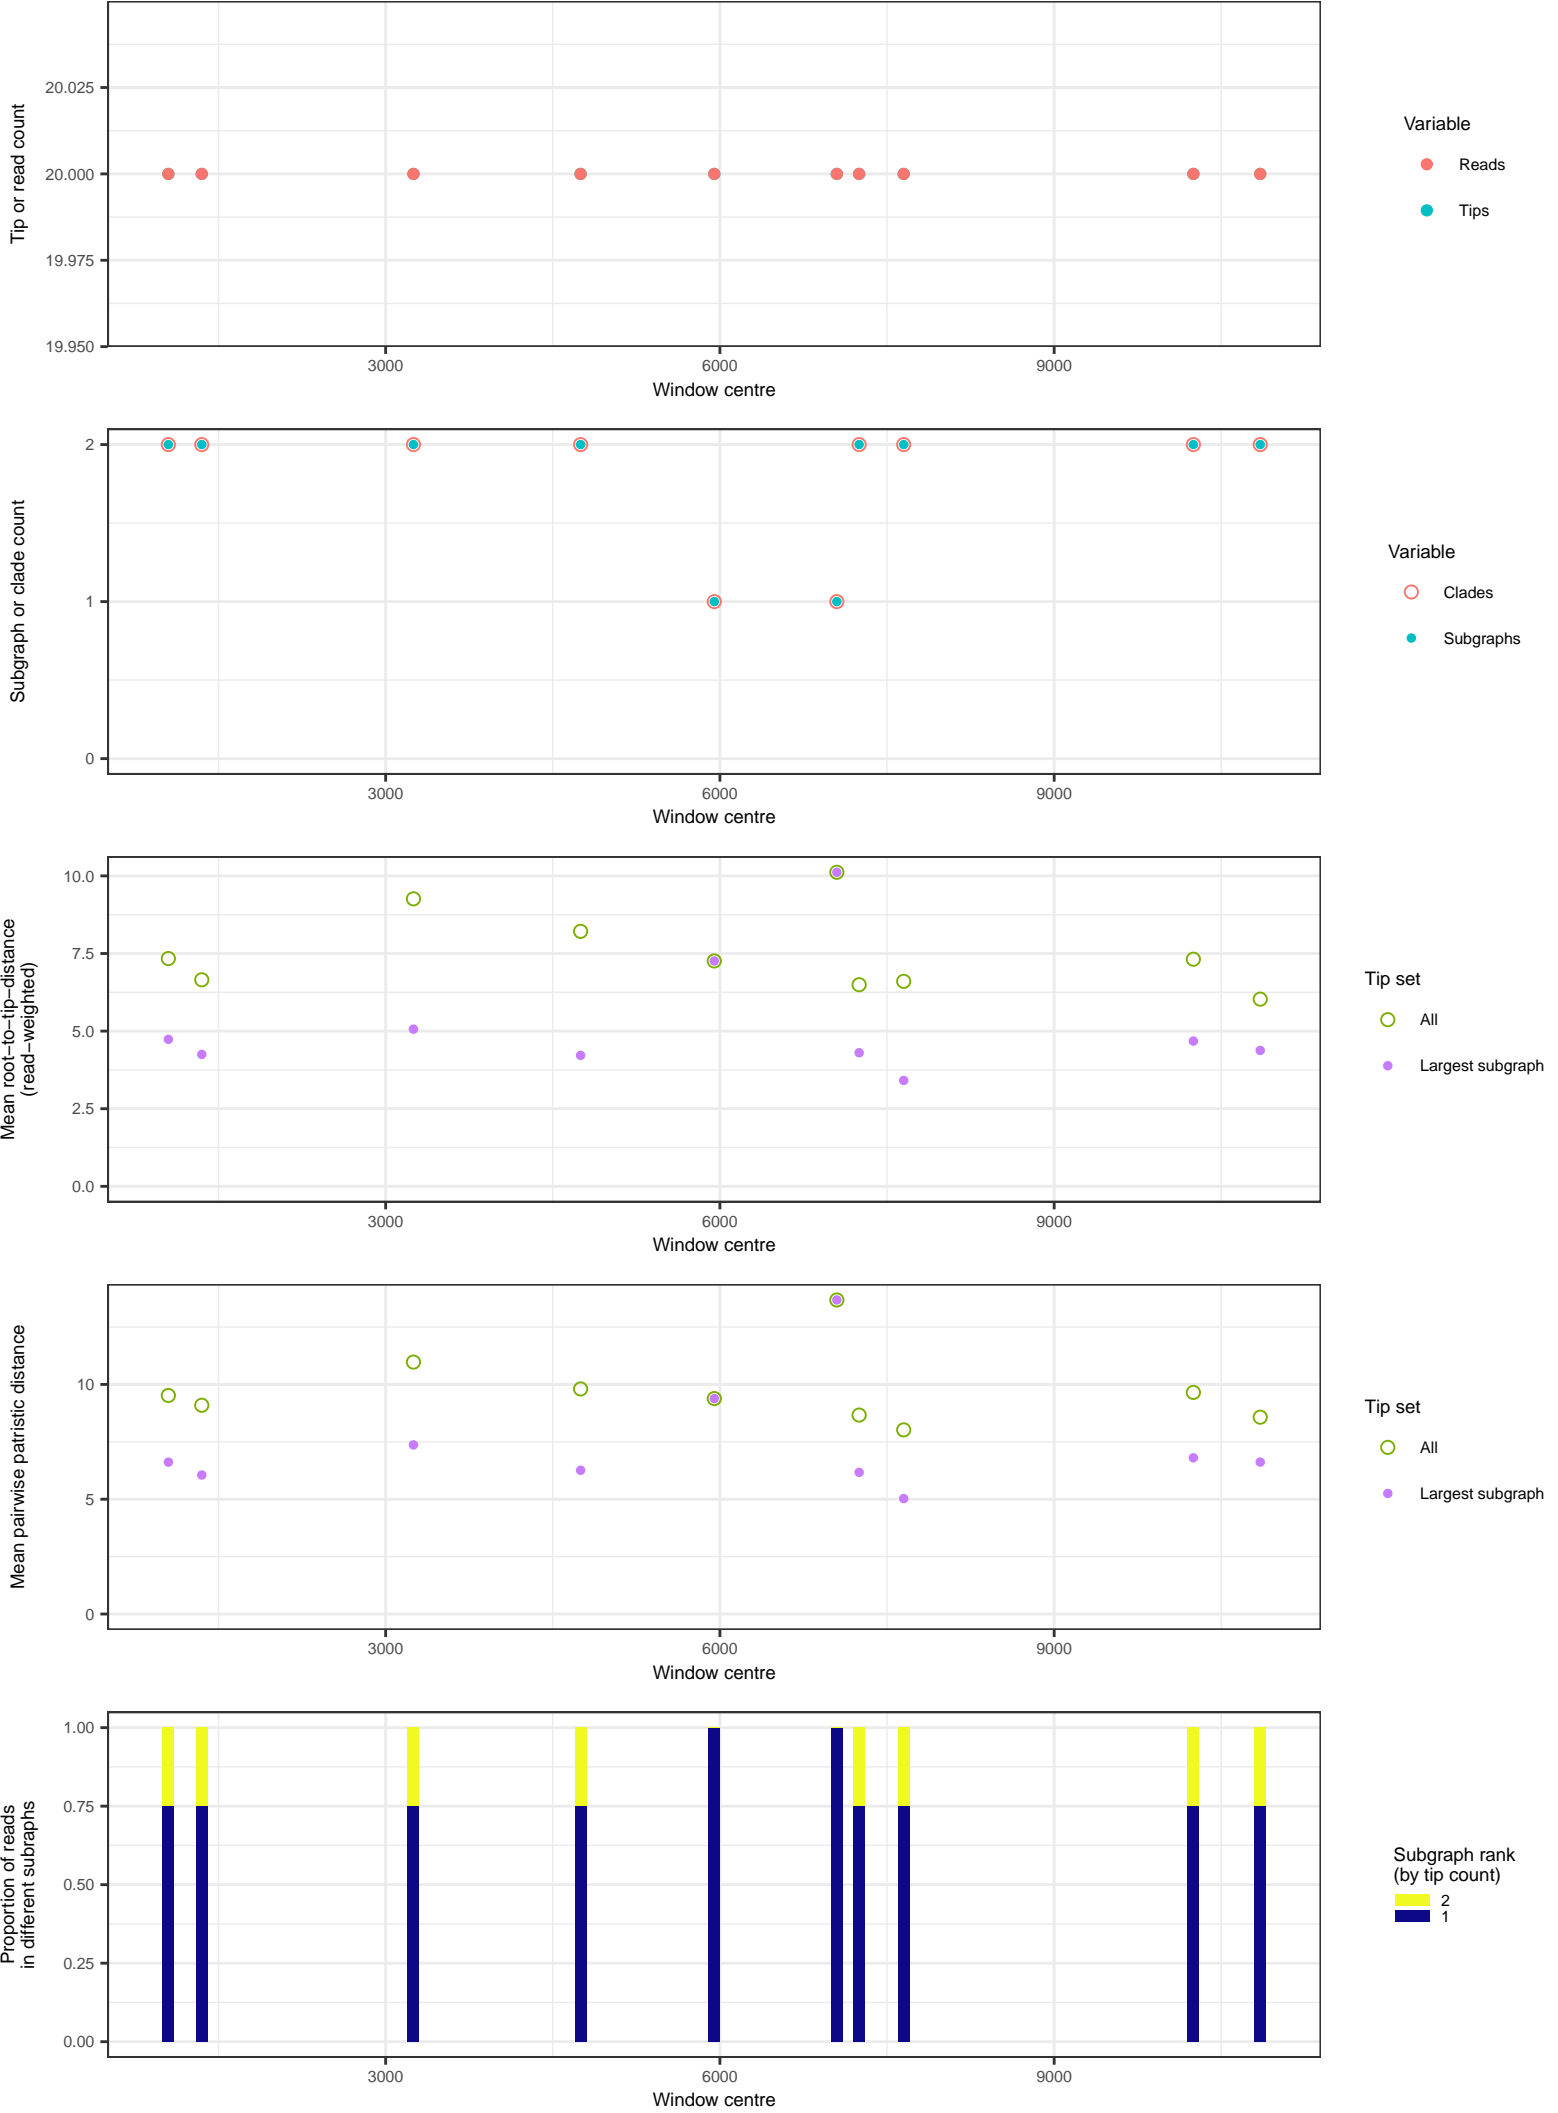 Tip or read count
20.025
20.000
19.975
19.950
3000
6000
9000
Window centre
Variable
Reads
Tips
Subgraph or clade count
2
1
0
3000
6000
9000
Window centre
Variable
Clades
Subgraphs
Mean root−to−tip−distance
(read−weighted)
10.0
7.5
5.0
2.5
0.0
3000
6000
9000
Window centre
Tip set
All
Largest subgraph
Mean pairwise patristic distance
10
5
0
3000
6000
9000
Window centre
Tip set
All
Largest subgraph
Proportion of reads
in different subraphs
1.00
0.75
0.50
0.25
0.00
3000
6000
9000
Window centre
Subgraph rank
(by tip count)
2
1